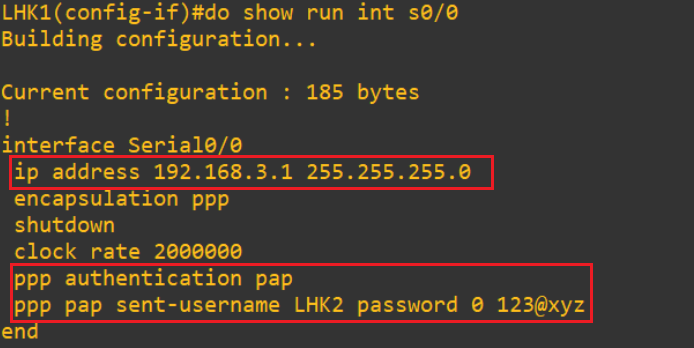 LHK1(config-if)#do show run int s0/0
Building configuration...
Current configuration : 185 bytes
!
interface Serial0/0
ip address 192.168.3.1 255.255.255.0
encapsulation ppp
shutdown
clock rate 2000000
ppp authentication pap
ppp pap sent-username LHK2 password 0 123@xyz
end